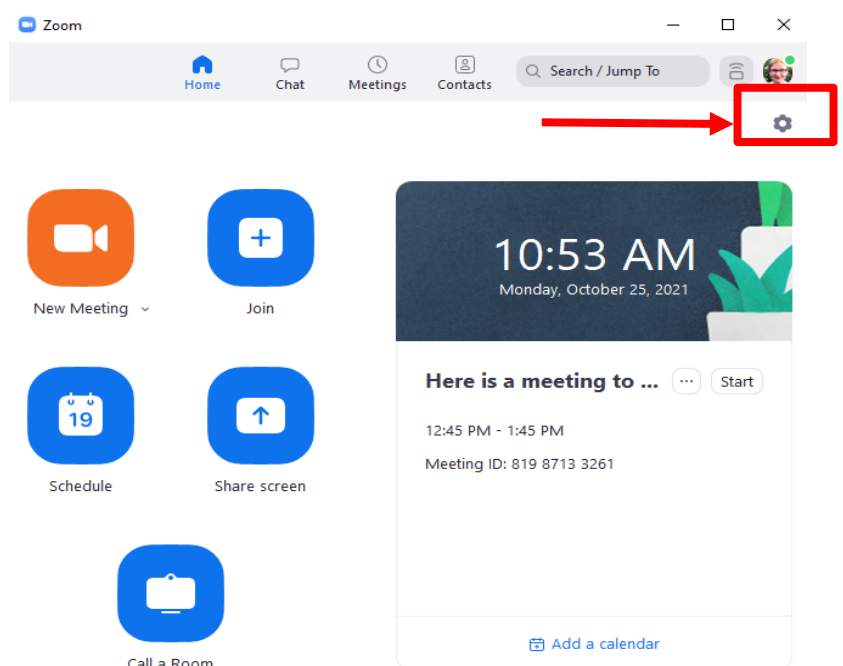 Zoom
Home
Chat
Meetings
Contacts
Search / Jump To
New Meeting
Join
10:53 AM
Monday, October 25, 2021
Here is a meeting to ...
Start
12:45 PM - 1:45 PM
Meeting ID: 819 8713 3261
19
Schedule
Share screen
Call a Room
Add a calendar